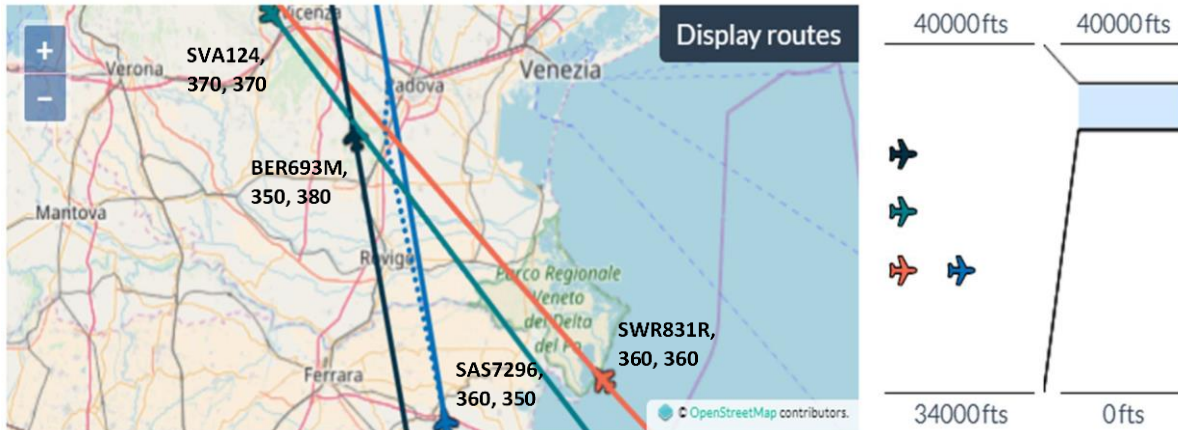 Vicenza
Display routes
+
−
Verona
SVA124,
370, 370
Venezia
Padova
BER693M,
350, 380
Mantova
Rovigo
Parco Regionale
Veneto
del Delta
del Po
SWR831R,
360, 360
Ferrara
SAS7296,
360, 350
© OpenStreetMap contributors.
40000fts
40000fts
34000fts
0fts